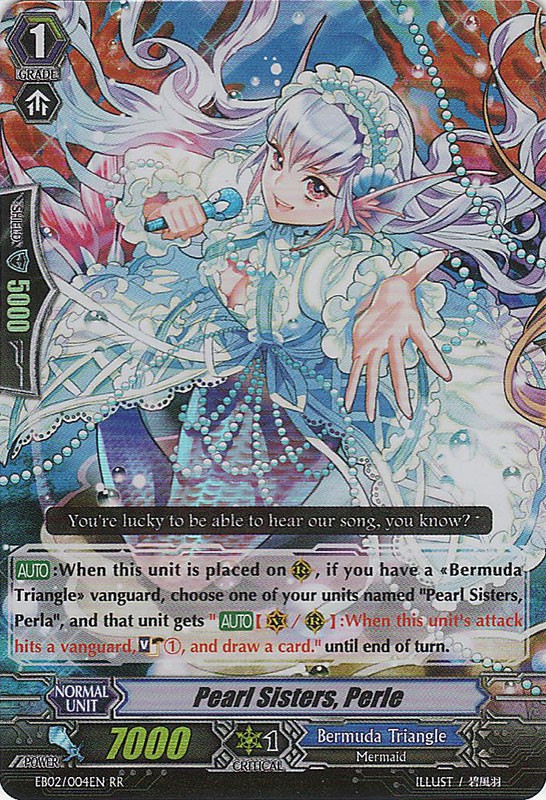 1
GRADE
SHIELD
5000
You're lucky to be able to hear our song, you know?
AUTO:When this unit is placed on R, if you have a «Bermuda
Triangle» vanguard, choose one of your units named "Pearl Sisters,
Perla", and that unit gets "AUTO[V/R]:When this unit's attack
hits a vanguard, V①, and draw a card." until end of turn.
NORMAL
UNIT
Pearl Sisters, Perle
POWER
7000
1
CRITICAL
Bermuda Triangle
Mermaid
EB02/004EN RR
ILLUST / 碧風羽